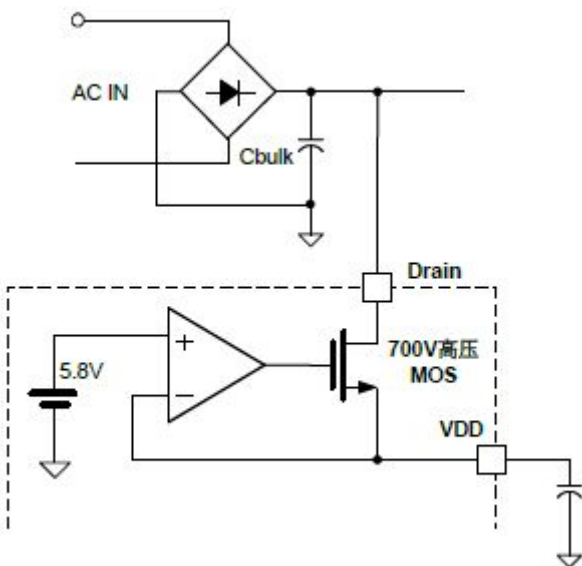 AC IN
Cbulk
Drain
5.8V
+
−
700V高压
MOS
VDD